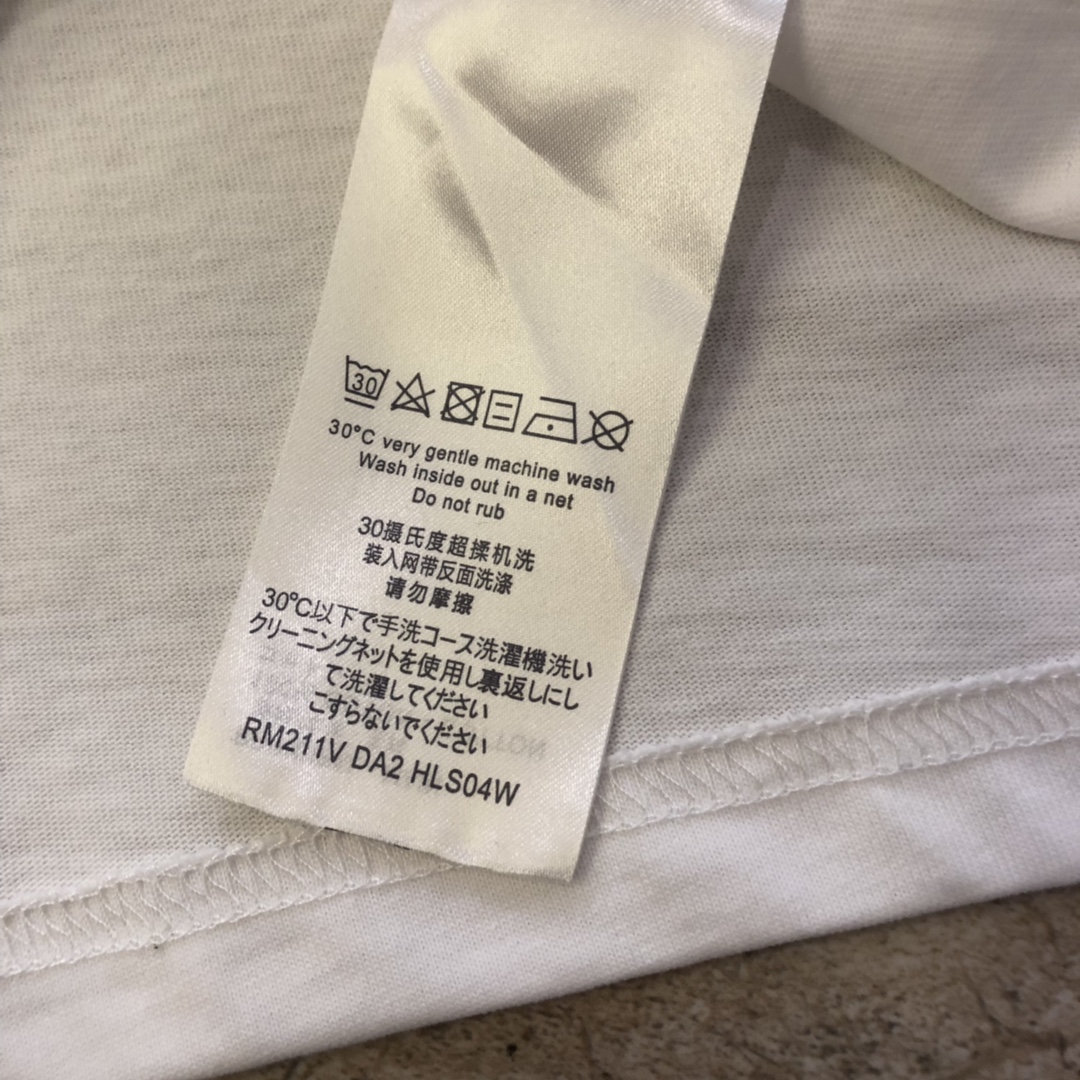 30
30°C very gentle machine wash
Wash inside out in a net
Do not rub
30摄氏度超揉机洗
装入网带反面洗涤
请勿摩擦
30℃以下で手洗コース洗濯機洗い
クリーニングネットを使用し裏返しにし
て洗濯してください
こすらないでください
RM211V DA2 HLS04W